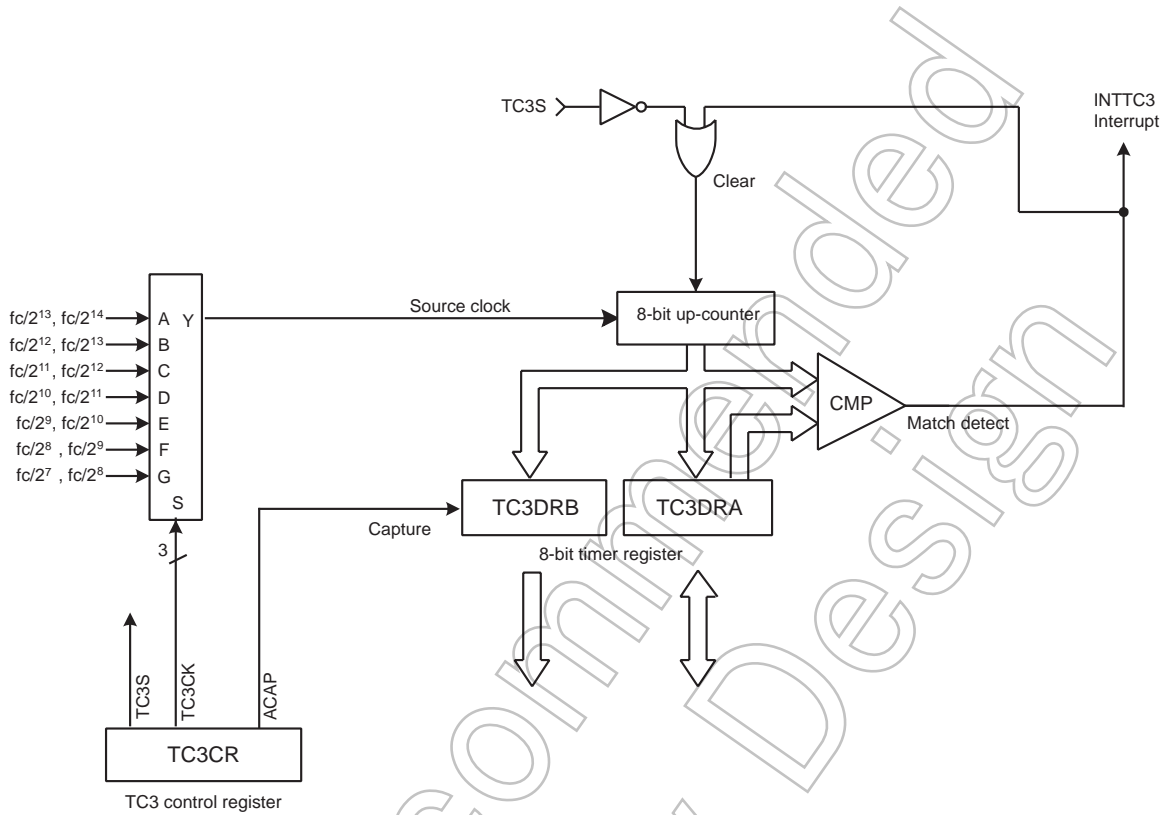 TC3S
INTTC3
Interrupt
Clear
Source clock
8-bit up-counter
fc/2¹³, fc/2¹⁴
A Y
fc/2¹², fc/2¹³
B
fc/2¹¹, fc/2¹²
C
fc/2¹⁰, fc/2¹¹
D
fc/2⁹, fc/2¹⁰
E
fc/2⁸ , fc/2⁹
F
fc/2⁷ , fc/2⁸
G
S
CMP
Match detect
TC3DRB
TC3DRA
Capture
8-bit timer register
3
TC3S
TC3CK
ACAP
TC3CR
TC3 control register
commended
Design